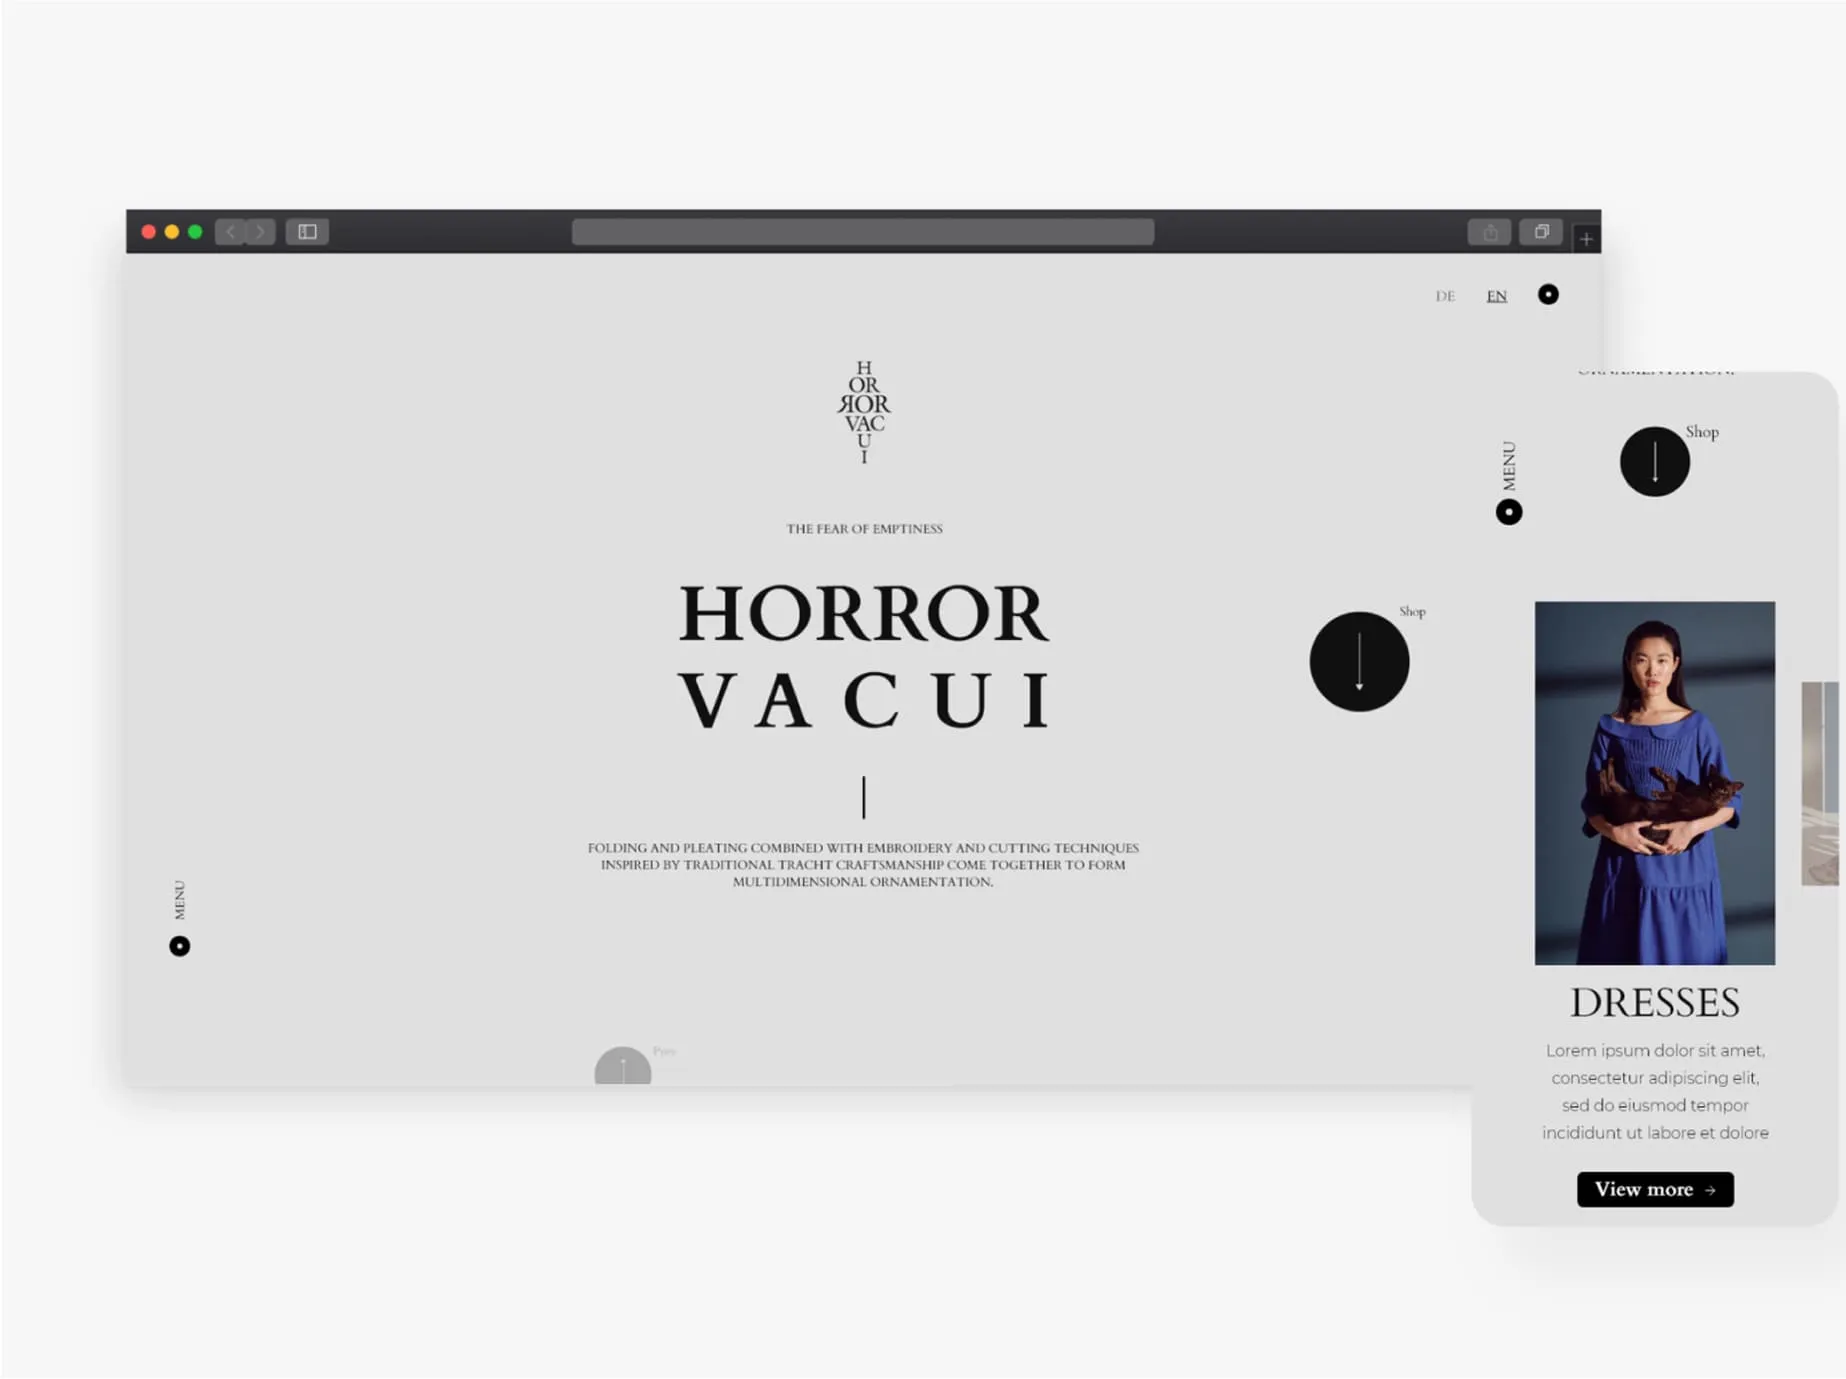 DE EN
H
OR
ЯOR
VAC
U
I
THE FEAR OF EMPTINESS
HORROR
VACUI
Shop
FOLDING AND PLEATING COMBINED WITH EMBROIDERY AND CUTTING TECHNIQUES
INSPIRED BY TRADITIONAL TRACHT CRAFTSMANSHIP COME TOGETHER TO FORM
MULTIDIMENSIONAL ORNAMENTATION.
MENU
ORNAMENTATION.
Shop
MENU
DRESSES
Lorem ipsum dolor sit amet,
consectetur adipiscing elit,
sed do eiusmod tempor
incididunt ut labore et dolore
View more →